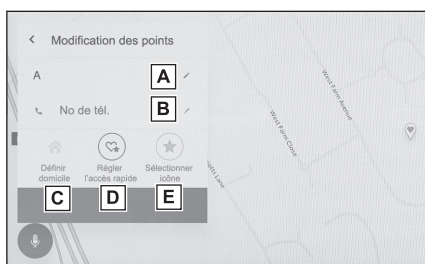 Modification des points
A
A
No de tél.
B
Définir domicile
Régler l'accès rapide
Sélectionner icône
C
D
E
West Farm Avenue
West Farm Close
otts Lane